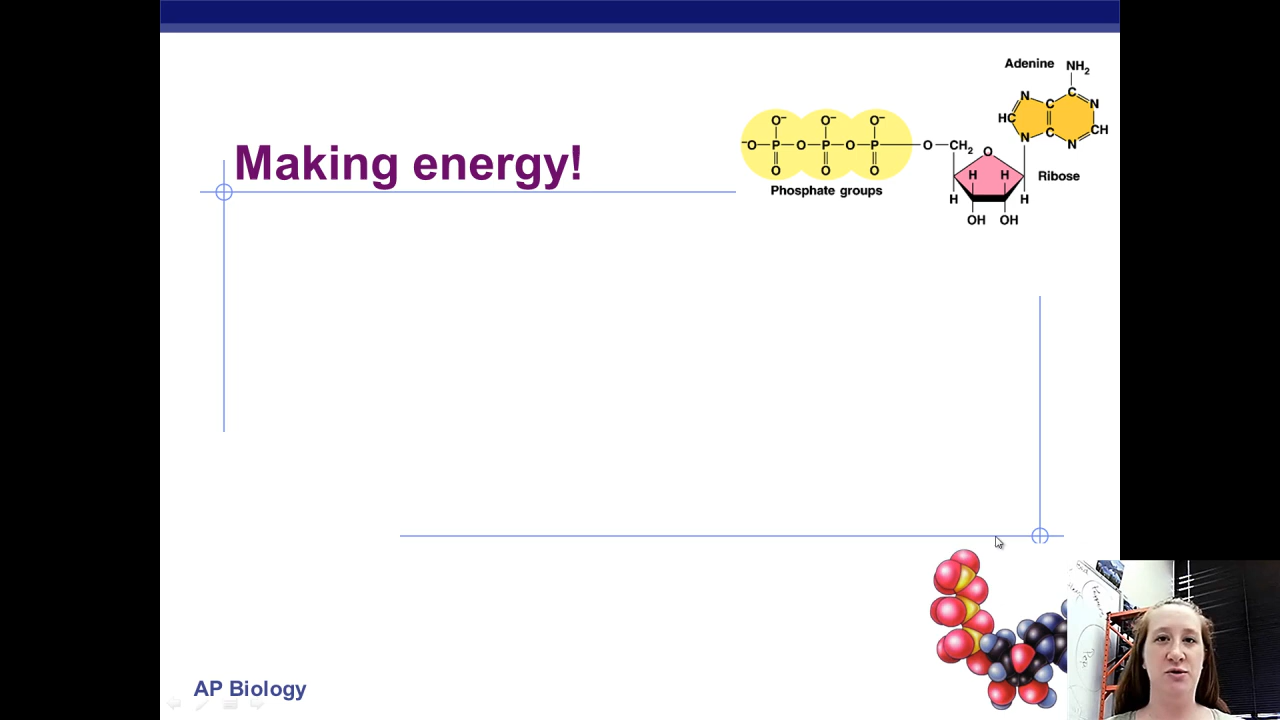 Making energy!
Adenine
NH2
N
C
C
N
HC
CH
N
C
N
O⁻
O⁻
O⁻
⁻O—P—O—P—O—P—O—CH2
O
O
O
O
H
H
Ribose
H
H
OH
OH
Phosphate groups
AP Biology